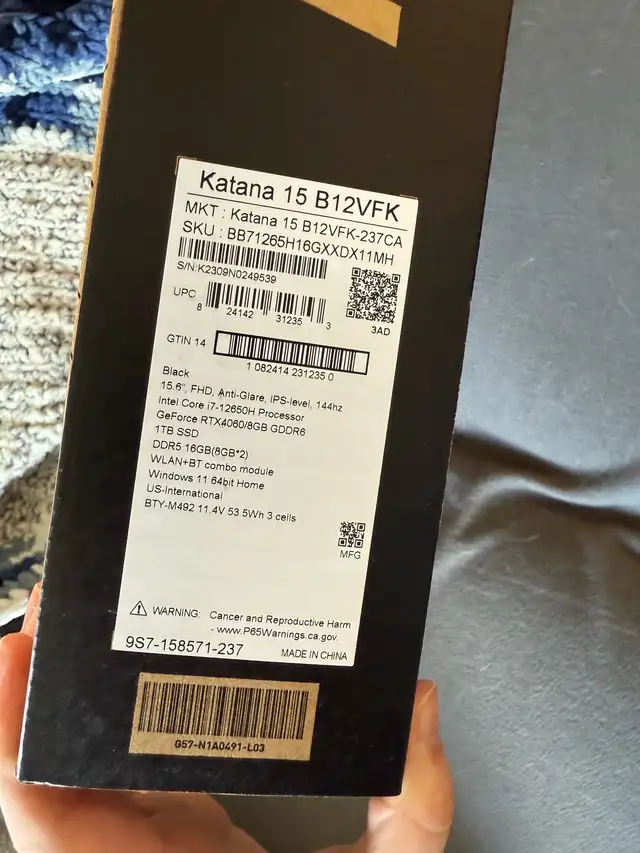 Katana 15 B12VFK
MKT : Katana 15 B12VFK-237CA
SKU : BB71265H16GXXDX11MH
S/N:K2309N0249539
3AD
UPC 8 24142 31235 3
GTIN 14
1 082414 231235 0
Black
15.6", FHD, Anti-Glare, IPS-level, 144hz
Intel Core i7-12650H Processor
GeForce RTX4060/8GB GDDR6
1TB SSD
DDR5 16GB(8GB*2)
WLAN+BT combo module
Windows 11 64bit Home
US-International
BTY-M492 11.4V 53.5Wh 3 cells
MFG
WARNING: Cancer and Reproductive Harm
- www.P65Warnings.ca.gov
9S7-158571-237
MADE IN CHINA
G57-N1A0491-L03